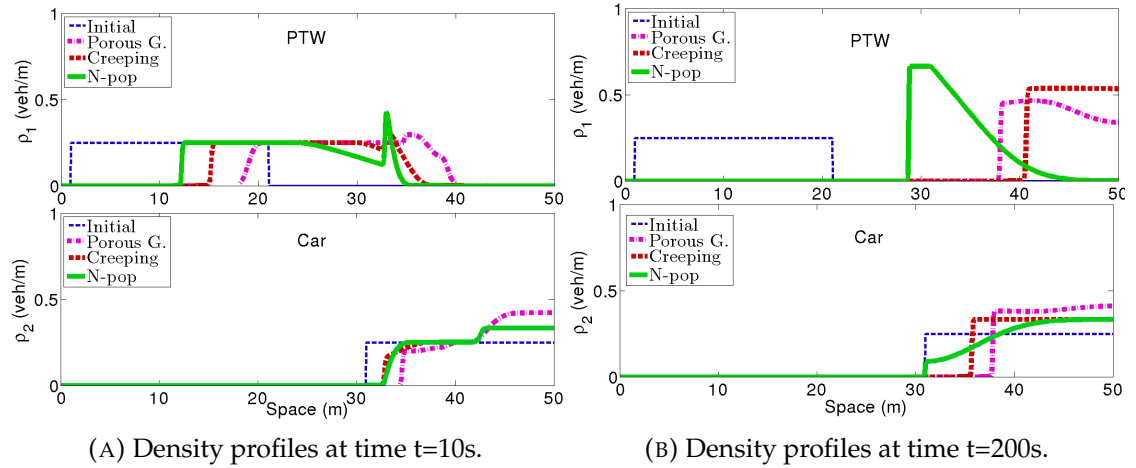 1
0.5
0
ρ1 (veh/m)
Initial
Porous G.
Creeping
N-pop
PTW
0 10 20 30 40 50
1
0.5
0
ρ2 (veh/m)
Initial
Porous G.
Creeping
N-pop
Car
0 10 20 30 40 50
Space (m)
(A) Density profiles at time t=10s.
1
0.5
0
ρ1 (veh/m)
Initial
Porous G.
Creeping
N-pop
PTW
0 10 20 30 40 50
1
0.5
0
ρ2 (veh/m)
Initial
Porous G.
Creeping
N-pop
Car
0 10 20 30 40 50
Space (m)
(B) Density profiles at time t=200s.